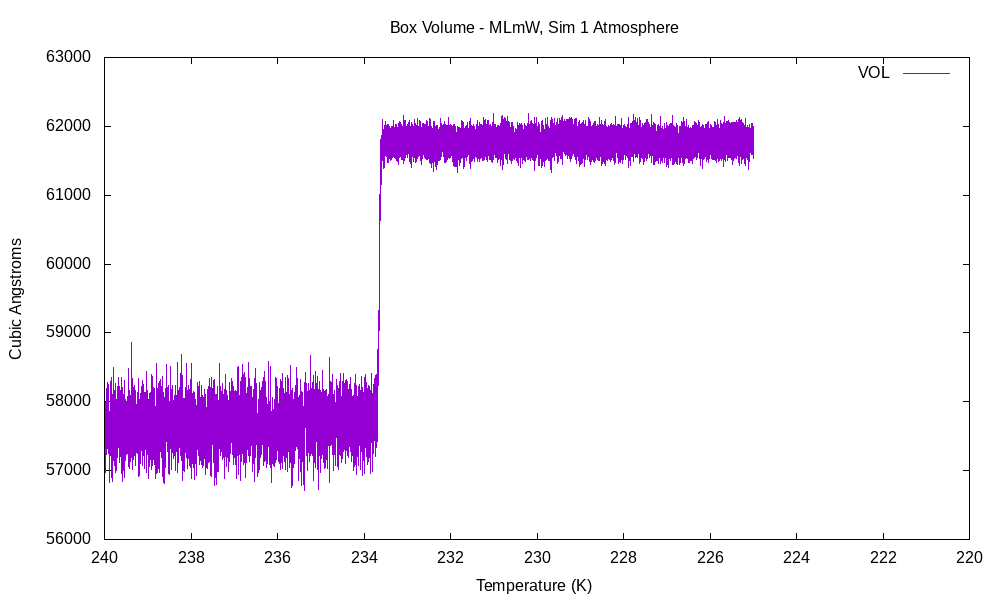 Box Volume - MLmW, Sim 1 Atmosphere
VOL
63000
62000
61000
60000
59000
58000
57000
56000
Cubic Angstroms
240 238 236 234 232 230 228 226 224 222 220
Temperature (K)